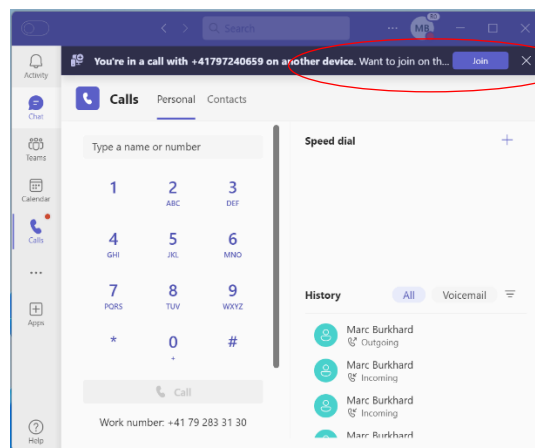 Search
MB
You're in a call with +41797240659 on another device. Want to join on th... Join
Activity
Chat
Teams
Calendar
Calls
Apps
Help
Calls Personal Contacts
Type a name or number
1 2 3
ABC DEF
4 5 6
GHI JKL MNO
7 8 9
PQRS TUV WXYZ
* 0 #
+
Call
Work number: +41 79 283 31 30
Speed dial
History All Voicemail
Marc Burkhard
Outgoing
Marc Burkhard
Incoming
Marc Burkhard
Incoming
Marc Burkhard